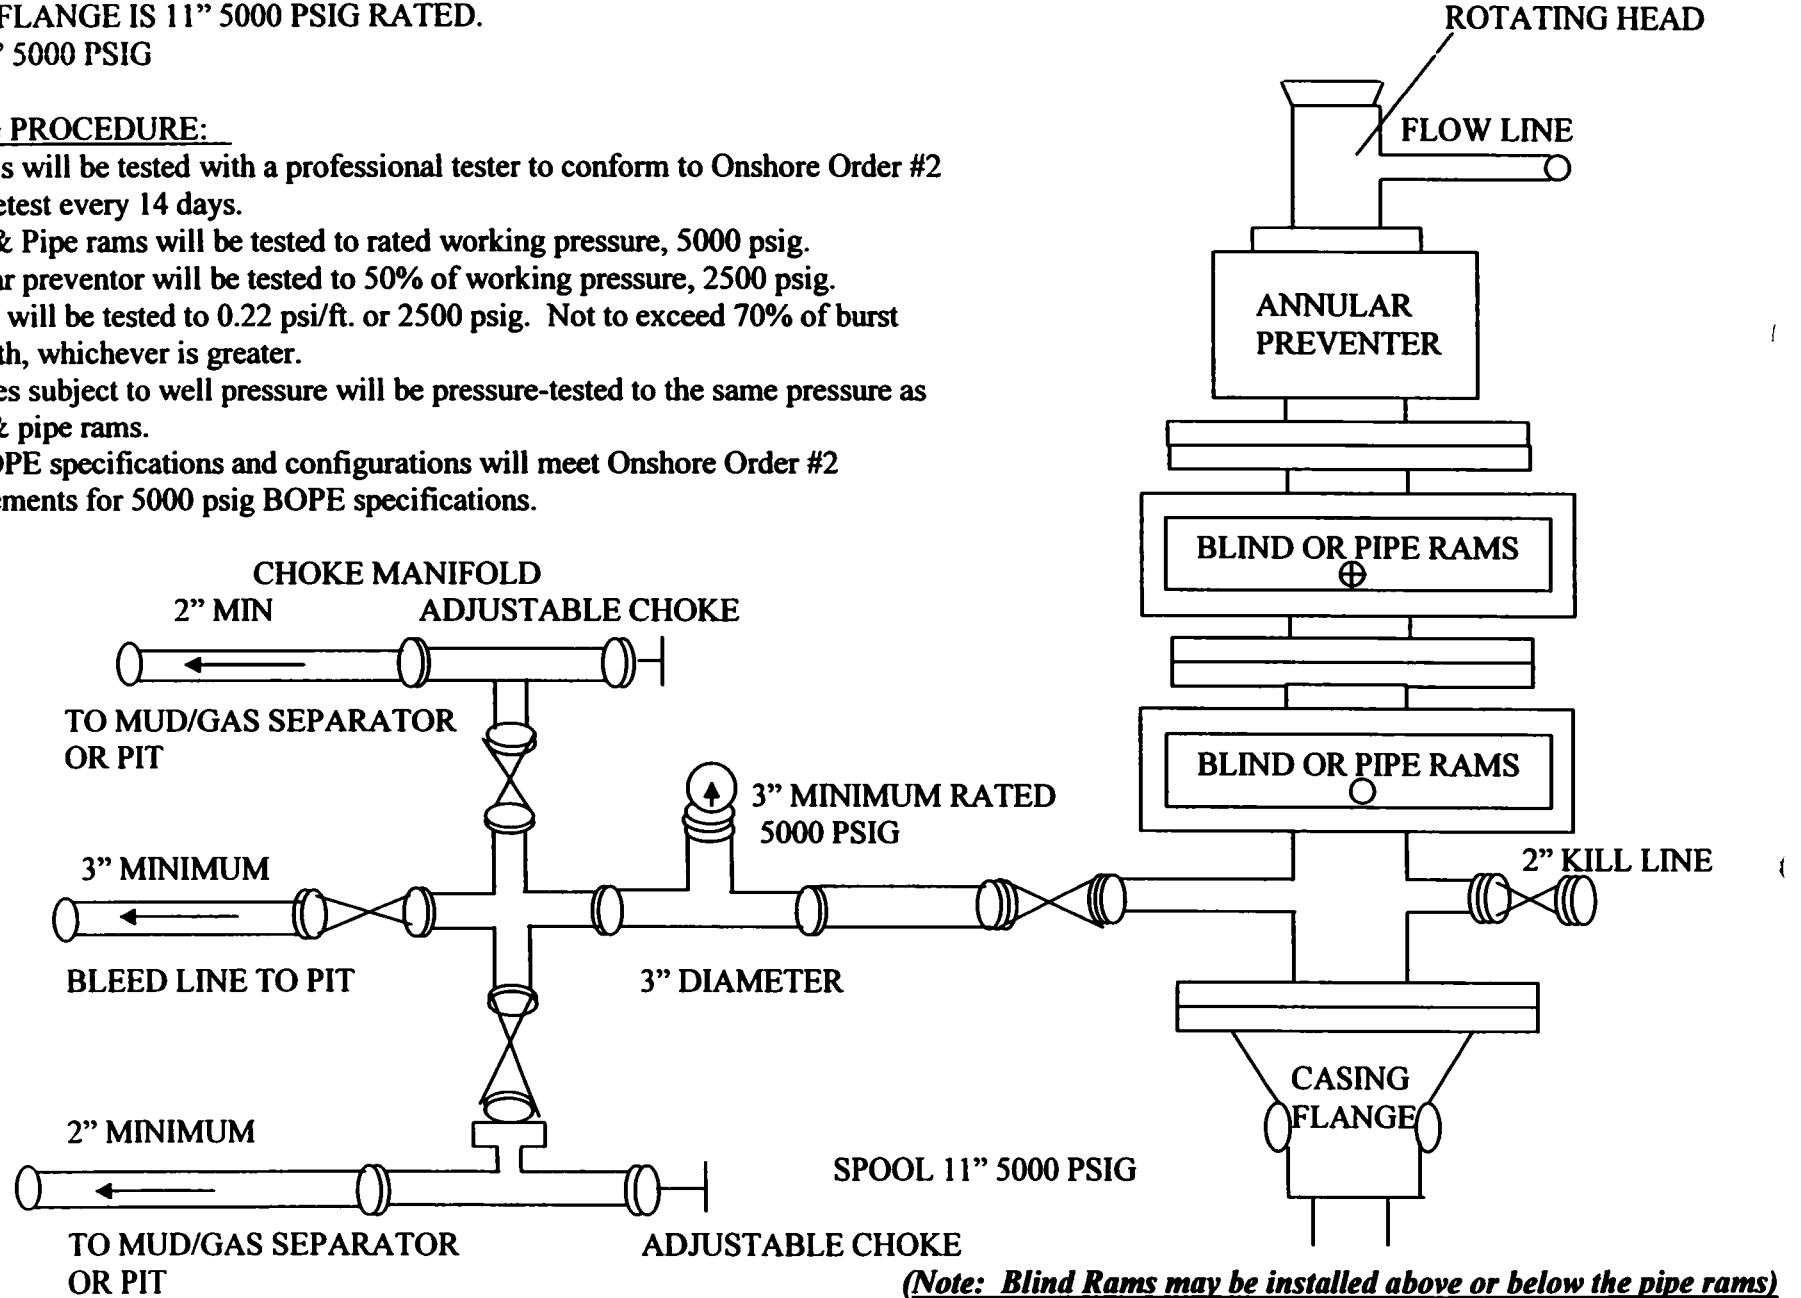 FLANGE IS 11” 5000 PSIG RATED.
” 5000 PSIG
PROCEDURE:
s will be tested with a professional tester to conform to Onshore Order #2
etest every 14 days.
& Pipe rams will be tested to rated working pressure, 5000 psig.
ar preventor will be tested to 50% of working pressure, 2500 psig.
will be tested to 0.22 psi/ft. or 2500 psig. Not to exceed 70% of burst
th, whichever is greater.
es subject to well pressure will be pressure-tested to the same pressure as
& pipe rams.
OPE specifications and configurations will meet Onshore Order #2
ements for 5000 psig BOPE specifications.
ROTATING HEAD
FLOW LINE
ANNULAR
PREVENTER
BLIND OR PIPE RAMS
BLIND OR PIPE RAMS
CHOKE MANIFOLD
2” MIN
ADJUSTABLE CHOKE
TO MUD/GAS SEPARATOR
OR PIT
3” MINIMUM RATED
5000 PSIG
3” MINIMUM
2” KILL LINE
BLEED LINE TO PIT
3” DIAMETER
CASING
FLANGE
2” MINIMUM
SPOOL 11” 5000 PSIG
TO MUD/GAS SEPARATOR
OR PIT
ADJUSTABLE CHOKE
(Note: Blind Rams may be installed above or below the pipe rams)